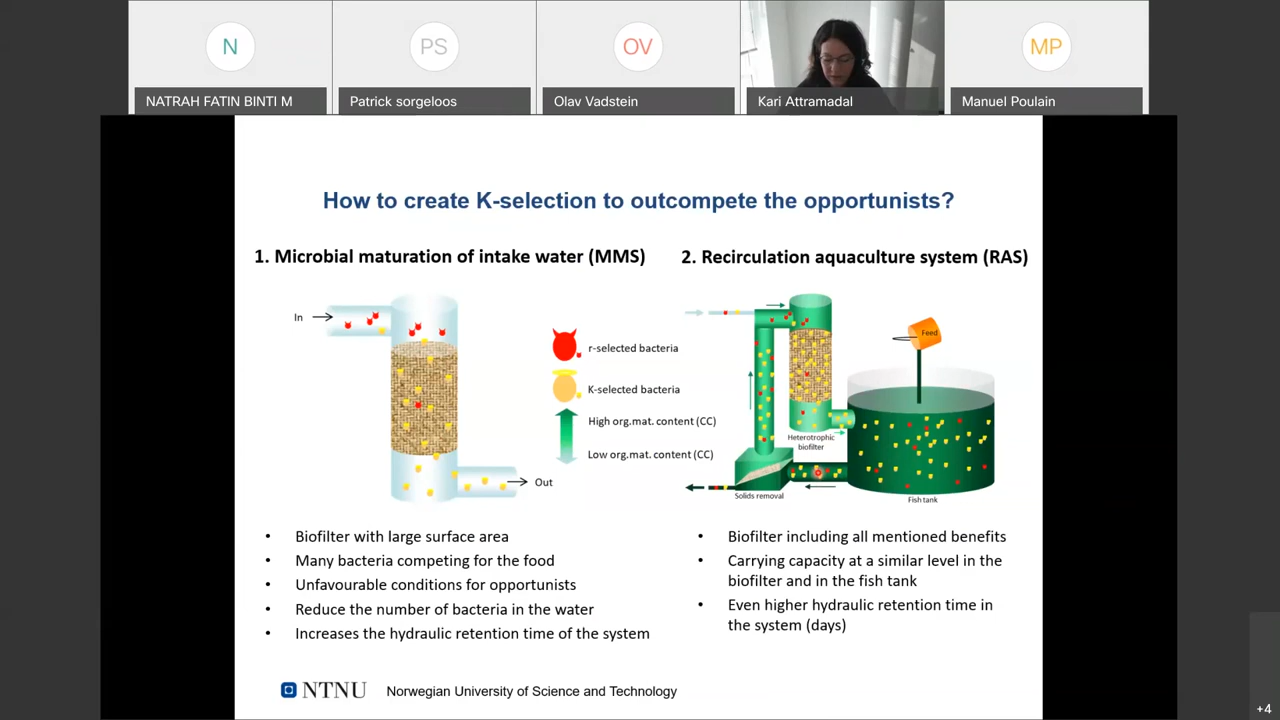 N
PS
OV
MP
NATRAH FATIN BINTI M
Patrick sorgeloos
Olav Vadstein
Kari Attramadal
Manuel Poulain
How to create K-selection to outcompete the opportunists?
1. Microbial maturation of intake water (MMS)
In
Out
r-selected bacteria
K-selected bacteria
High org.mat. content (CC)
Low org.mat. content (CC)
• Biofilter with large surface area
• Many bacteria competing for the food
• Unfavourable conditions for opportunists
• Reduce the number of bacteria in the water
• Increases the hydraulic retention time of the system
2. Recirculation aquaculture system (RAS)
Feed
Heterotrophic
biofilter
Solids removal
Fish tank
• Biofilter including all mentioned benefits
• Carrying capacity at a similar level in the
biofilter and in the fish tank
• Even higher hydraulic retention time in
the system (days)
NTNU
Norwegian University of Science and Technology
+4